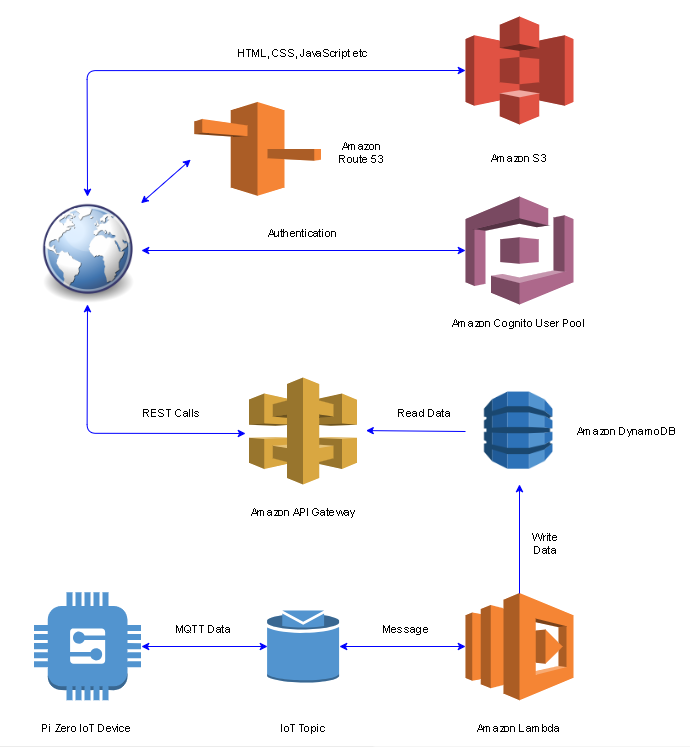 HTML, CSS, JavaScript etc
Amazon
Route 53
Amazon S3
Authentication
Amazon Cognito User Pool
REST Calls
Read Data
Amazon DynamoDB
Amazon API Gateway
Write
Data
MQTT Data
Message
Pi Zero IoT Device
IoT Topic
Amazon Lambda